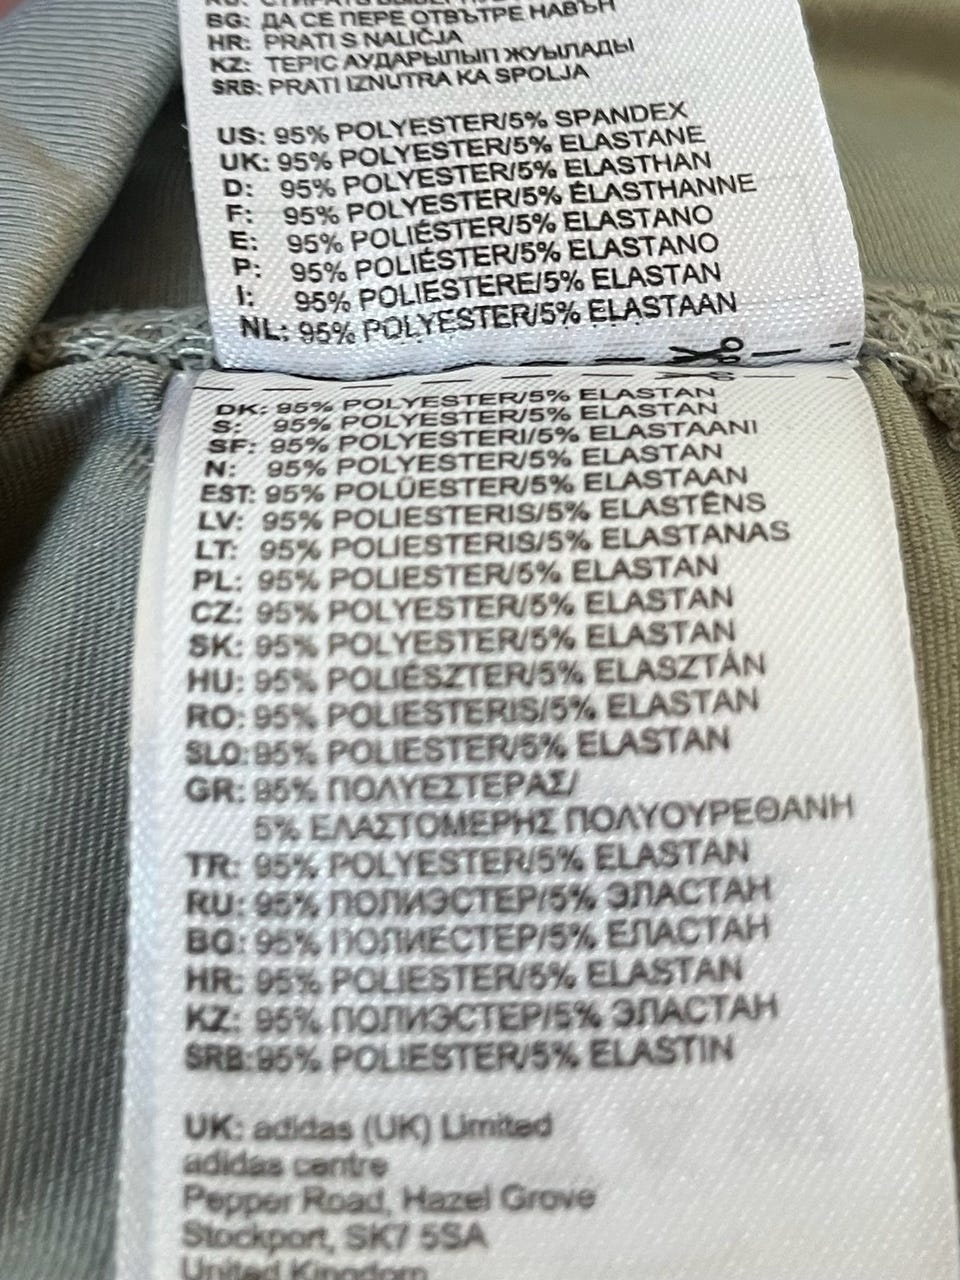 BG: ДА СЕ ПЕРЕ ОТВЪТРЕ НАВЪН
HR: PRATI S NALIČJA
KZ: ТЕРІС АУДАРЫЛЫП ЖУЫЛАДЫ
SRB: PRATI IZNUTRA KA SPOLJA
US: 95% POLYESTER/5% SPANDEX
UK: 95% POLYESTER/5% ELASTANE
D: 95% POLYESTER/5% ELASTHAN
F: 95% POLYESTER/5% ÉLASTHANNE
E: 95% POLIÉSTER/5% ELASTANO
P: 95% POLIÉSTER/5% ELASTANO
I: 95% POLIESTERE/5% ELASTAN
NL: 95% POLYESTER/5% ELASTAAN
DK: 95% POLYESTER/5% ELASTAN
S: 95% POLYESTER/5% ELASTAN
SF: 95% POLYESTERI/5% ELASTAANI
N: 95% POLYESTER/5% ELASTAN
EST: 95% POLÜESTER/5% ELASTAAN
LV: 95% POLIESTERIS/5% ELASTĒNS
LT: 95% POLIESTERIS/5% ELASTANAS
PL: 95% POLIESTER/5% ELASTAN
CZ: 95% POLYESTER/5% ELASTAN
SK: 95% POLYESTER/5% ELASTAN
HU: 95% POLIÉSZTER/5% ELASZTÁN
RO: 95% POLIESTERIS/5% ELASTAN
SLO: 95% POLIESTER/5% ELASTAN
GR: 95% ΠΟΛΥΕΣΤΕΡΑΣ/
5% ΕΛΑΣΤΟΜΕΡΗΣ ΠΟΛΥΟΥΡΕΘΑΝΗ
TR: 95% POLYESTER/5% ELASTAN
RU: 95% ПОЛИЭСТЕР/5% ЭЛАСТАН
BG: 95% ПОЛИЕСТЕР/5% ЕЛАСТАН
HR: 95% POLIESTER/5% ELASTAN
KZ: 95% ПОЛИЭСТЕР/5% ЭЛАСТАН
SRB: 95% POLIESTER/5% ELASTIN
UK: adidas (UK) Limited
adidas centre
Pepper Road, Hazel Grove
Stockport, SK7 5SA
United Kingdom